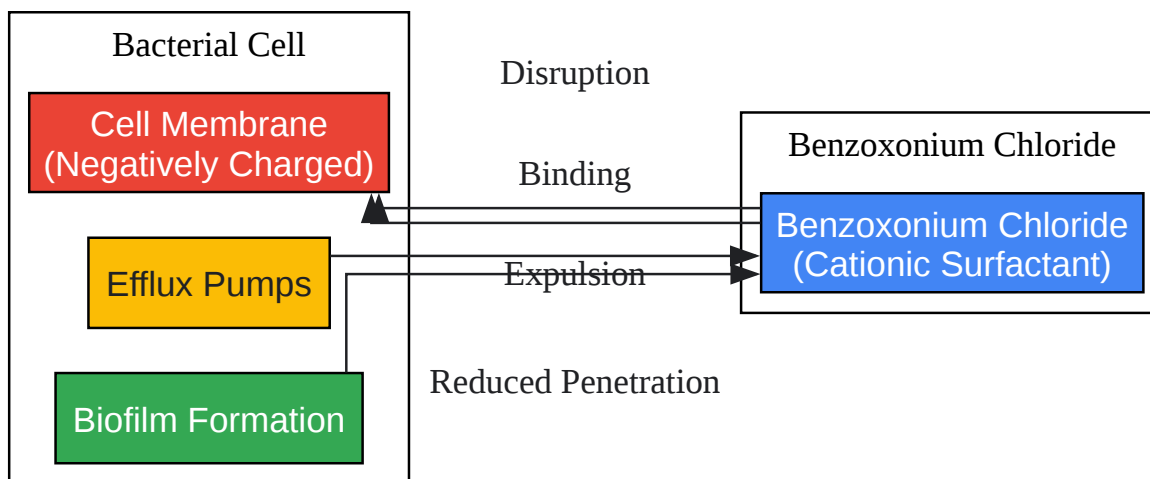 Bacterial Cell
Cell Membrane
(Negatively Charged)
Efflux Pumps
Biofilm Formation
Disruption
Binding
Expulsion
Reduced Penetration
Benzoxonium Chloride
Benzoxonium Chloride
(Cationic Surfactant)